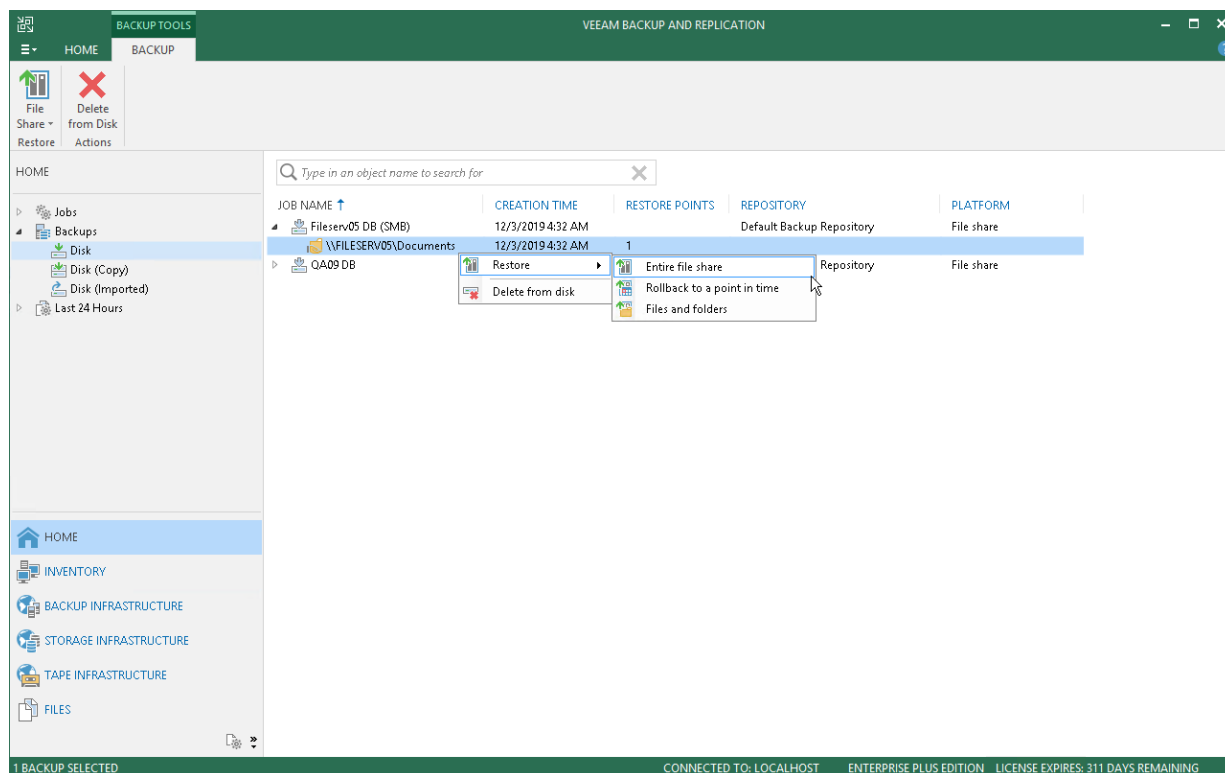 BACKUP TOOLS
VEEAM BACKUP AND REPLICATION
HOME
BACKUP
File Share
Delete from Disk
Restore
Actions
HOME
Type in an object name to search for
Jobs
Backups
Disk
Disk (Copy)
Disk (Imported)
Last 24 Hours
JOB NAME CREATION TIME RESTORE POINTS REPOSITORY PLATFORM
Fileserv05 DB (SMB) 12/3/2019 4:32 AM Default Backup Repository File share
\\FILESERV05\Documents 12/3/2019 4:32 AM 1
QA09 DB Repository File share
Restore
Delete from disk
Entire file share
Rollback to a point in time
Files and folders
HOME
INVENTORY
BACKUP INFRASTRUCTURE
STORAGE INFRASTRUCTURE
TAPE INFRASTRUCTURE
FILES
1 BACKUP SELECTED
CONNECTED TO: LOCALHOST
ENTERPRISE PLUS EDITION
LICENSE EXPIRES: 311 DAYS REMAINING